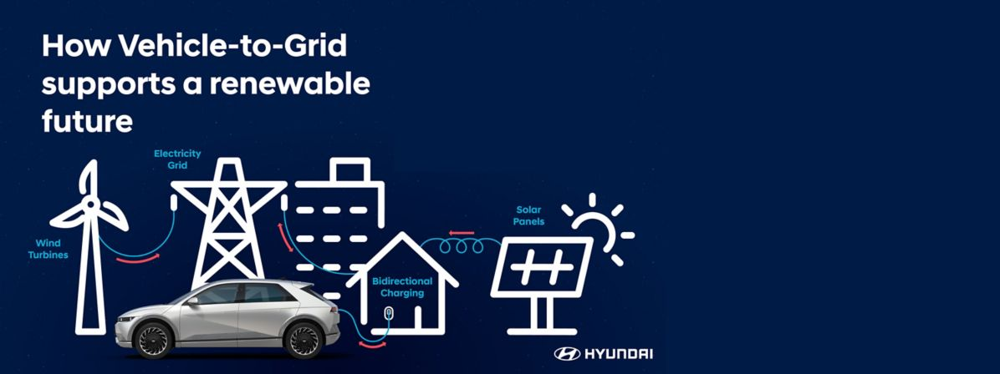 How Vehicle-to-Grid
supports a renewable
future
Electricity
Grid
Solar
Panels
Wind
Turbines
Bidirectional
Charging
HYUNDAI